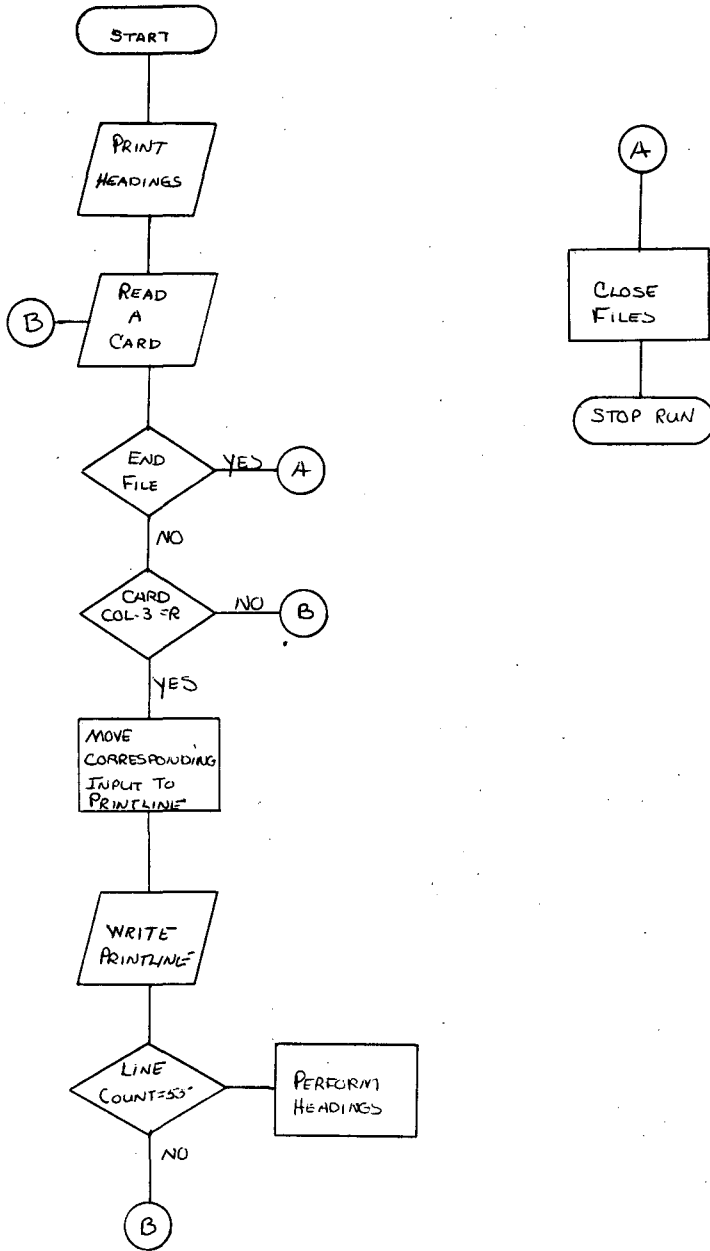 START
PRINT
HEADINGS
READ
A
CARD
B
END
FILE
YES
A
NO
CARD
COL-3=R
NO
B
YES
MOVE
CORRESPONDING
INPUT TO
PRINTLINE
WRITE
PRINTLINE
LINE
COUNT=55
PERFORM
HEADINGS
NO
B
A
CLOSE
FILES
STOP RUN